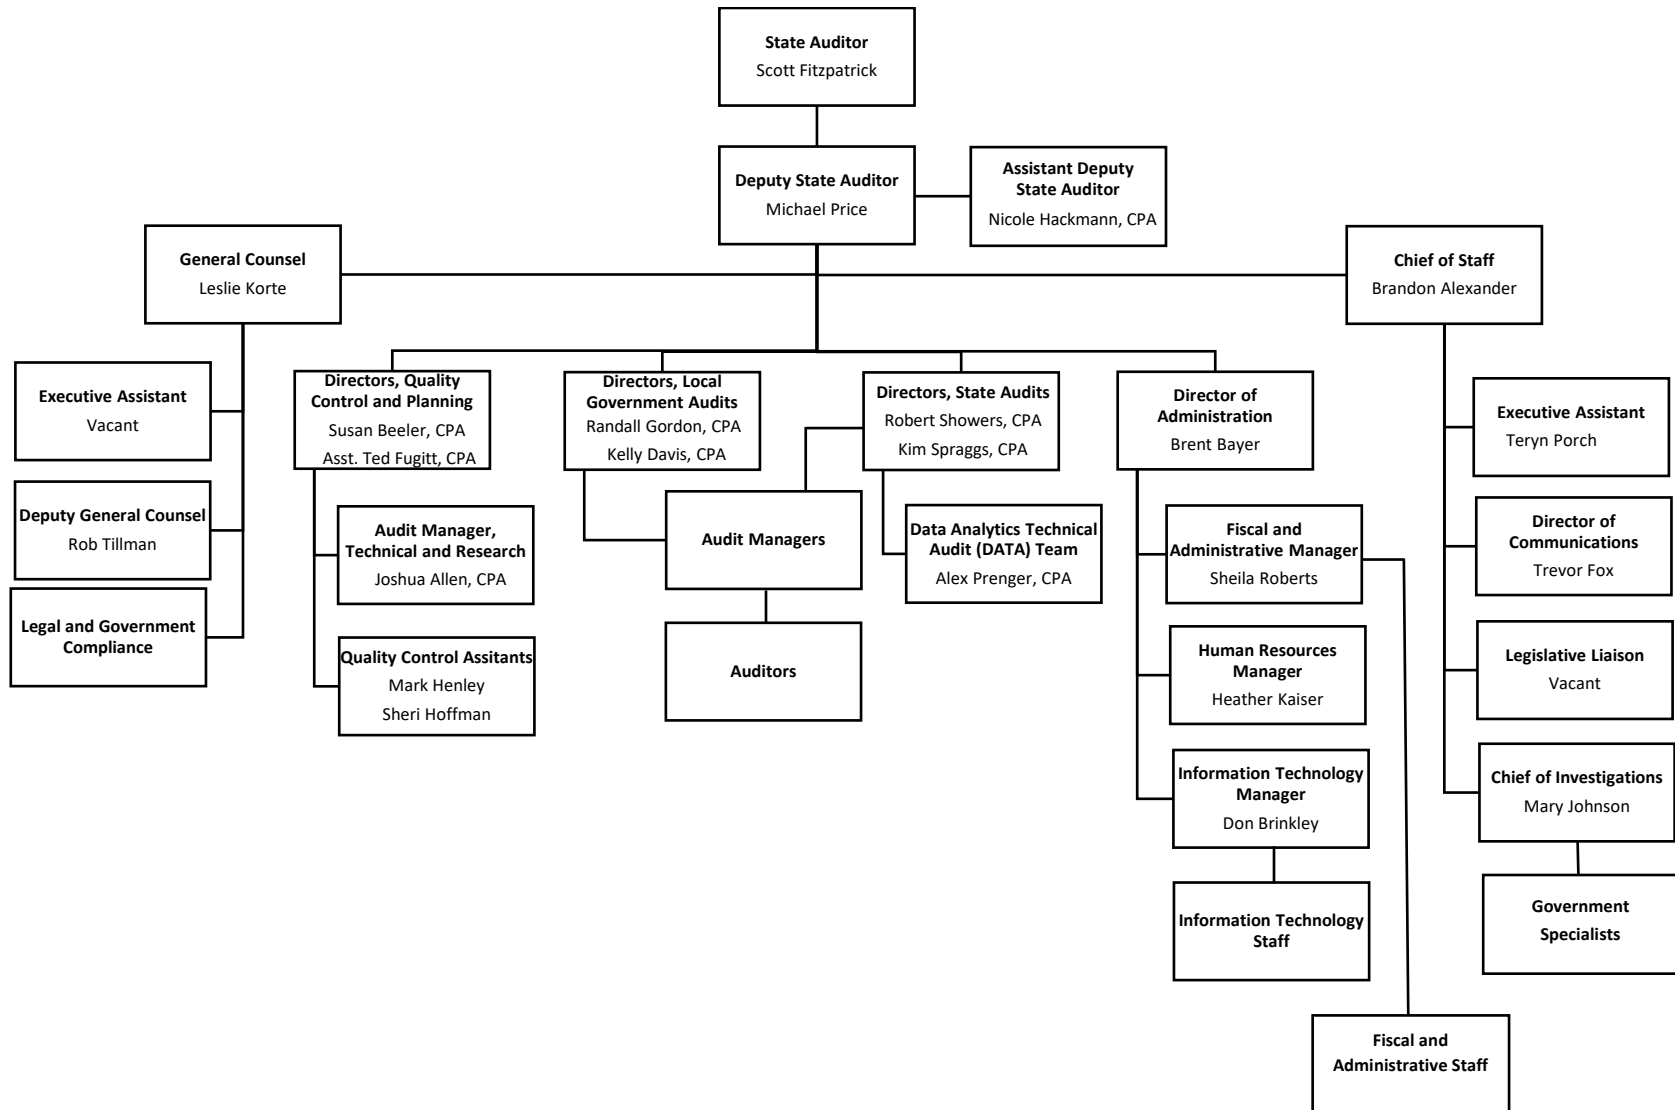 State Auditor
Scott Fitzpatrick
Deputy State Auditor
Michael Price
Assistant Deputy
State Auditor
Nicole Hackmann, CPA
General Counsel
Leslie Korte
Chief of Staff
Brandon Alexander
Executive Assistant
Vacant
Deputy General Counsel
Rob Tillman
Legal and Government
Compliance
Directors, Quality
Control and Planning
Susan Beeler, CPA
Asst. Ted Fugitt, CPA
Audit Manager,
Technical and Research
Joshua Allen, CPA
Quality Control Assitants
Mark Henley
Sheri Hoffman
Directors, Local
Government Audits
Randall Gordon, CPA
Kelly Davis, CPA
Directors, State Audits
Robert Showers, CPA
Kim Spraggs, CPA
Audit Managers
Auditors
Data Analytics Technical
Audit (DATA) Team
Alex Prenger, CPA
Director of
Administration
Brent Bayer
Fiscal and
Administrative Manager
Sheila Roberts
Human Resources
Manager
Heather Kaiser
Information Technology
Manager
Don Brinkley
Information Technology
Staff
Fiscal and
Administrative Staff
Executive Assistant
Teryn Porch
Director of
Communications
Trevor Fox
Legislative Liaison
Vacant
Chief of Investigations
Mary Johnson
Government
Specialists